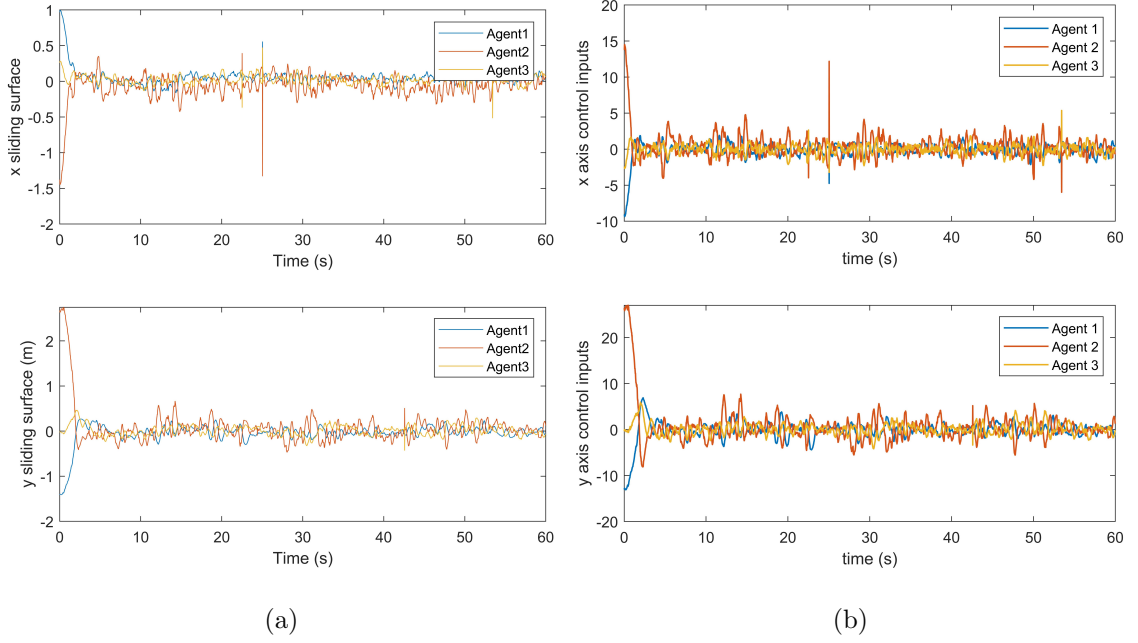 1
0.5
0
-0.5
-1
-1.5
-2
x sliding surface
Agent1
Agent2
Agent3
0 10 20 30 40 50 60
Time (s)
20
15
10
5
0
-5
-10
x axis control inputs
Agent 1
Agent 2
Agent 3
0 10 20 30 40 50 60
time (s)
2
1
0
-1
-2
y sliding surface (m)
Agent1
Agent2
Agent3
0 10 20 30 40 50 60
Time (s)
20
10
0
-10
-20
y axis control inputs
Agent 1
Agent 2
Agent 3
0 10 20 30 40 50 60
time (s)
(a)
(b)